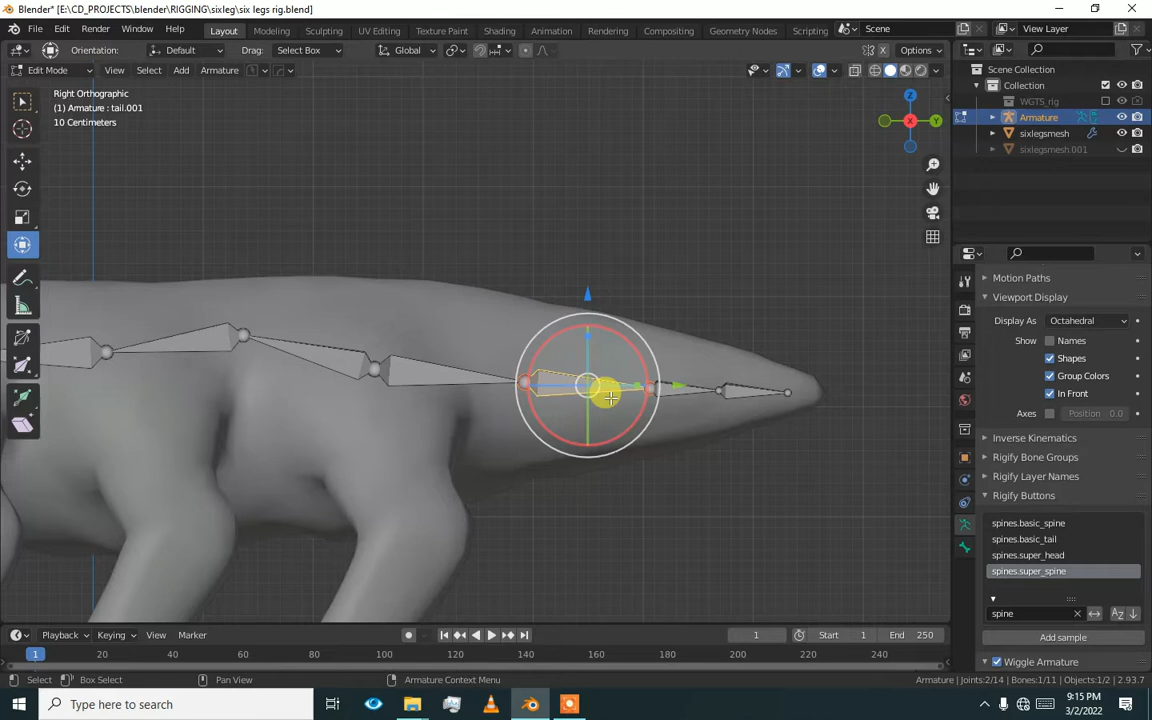 Blender* [E:\CD_PROJECTS\blender\RIGGING\sixleg\six legs rig.blend]
File Edit Render Window Help
Layout Modeling Sculpting UV Editing Texture Paint Shading Animation Rendering Compositing Geometry Nodes Scripting
Scene
View Layer
Orientation: Default Drag: Select Box Global Options
Edit Mode View Select Add Armature
Right Orthographic
(1) Armature : tail.001
10 Centimeters
Z
X
Y
Scene Collection
Collection
WGTS_rig
Armature
sixlegsmesh
sixlegsmesh.001
Motion Paths
Viewport Display
Display As Octahedral
Show Names
Shapes
Group Colors
In Front
Axes Position 0.0
Inverse Kinematics
Rigify Bone Groups
Rigify Layer Names
Rigify Buttons
spines.basic_spine
spines.basic_tail
spines.super_head
spines.super_spine
spine
Add sample
Wiggle Armature
Playback Keying View Marker 1 Start 1 End 250
1 20 40 60 80 100 120 140 160 180 200 220 240
Select Box Select Pan View Armature Context Menu Armature | Joints:2/14 | Bones:1/11 | Objects:1/2 | 2.93.7
Type here to search
9:15 PM
3/2/2022